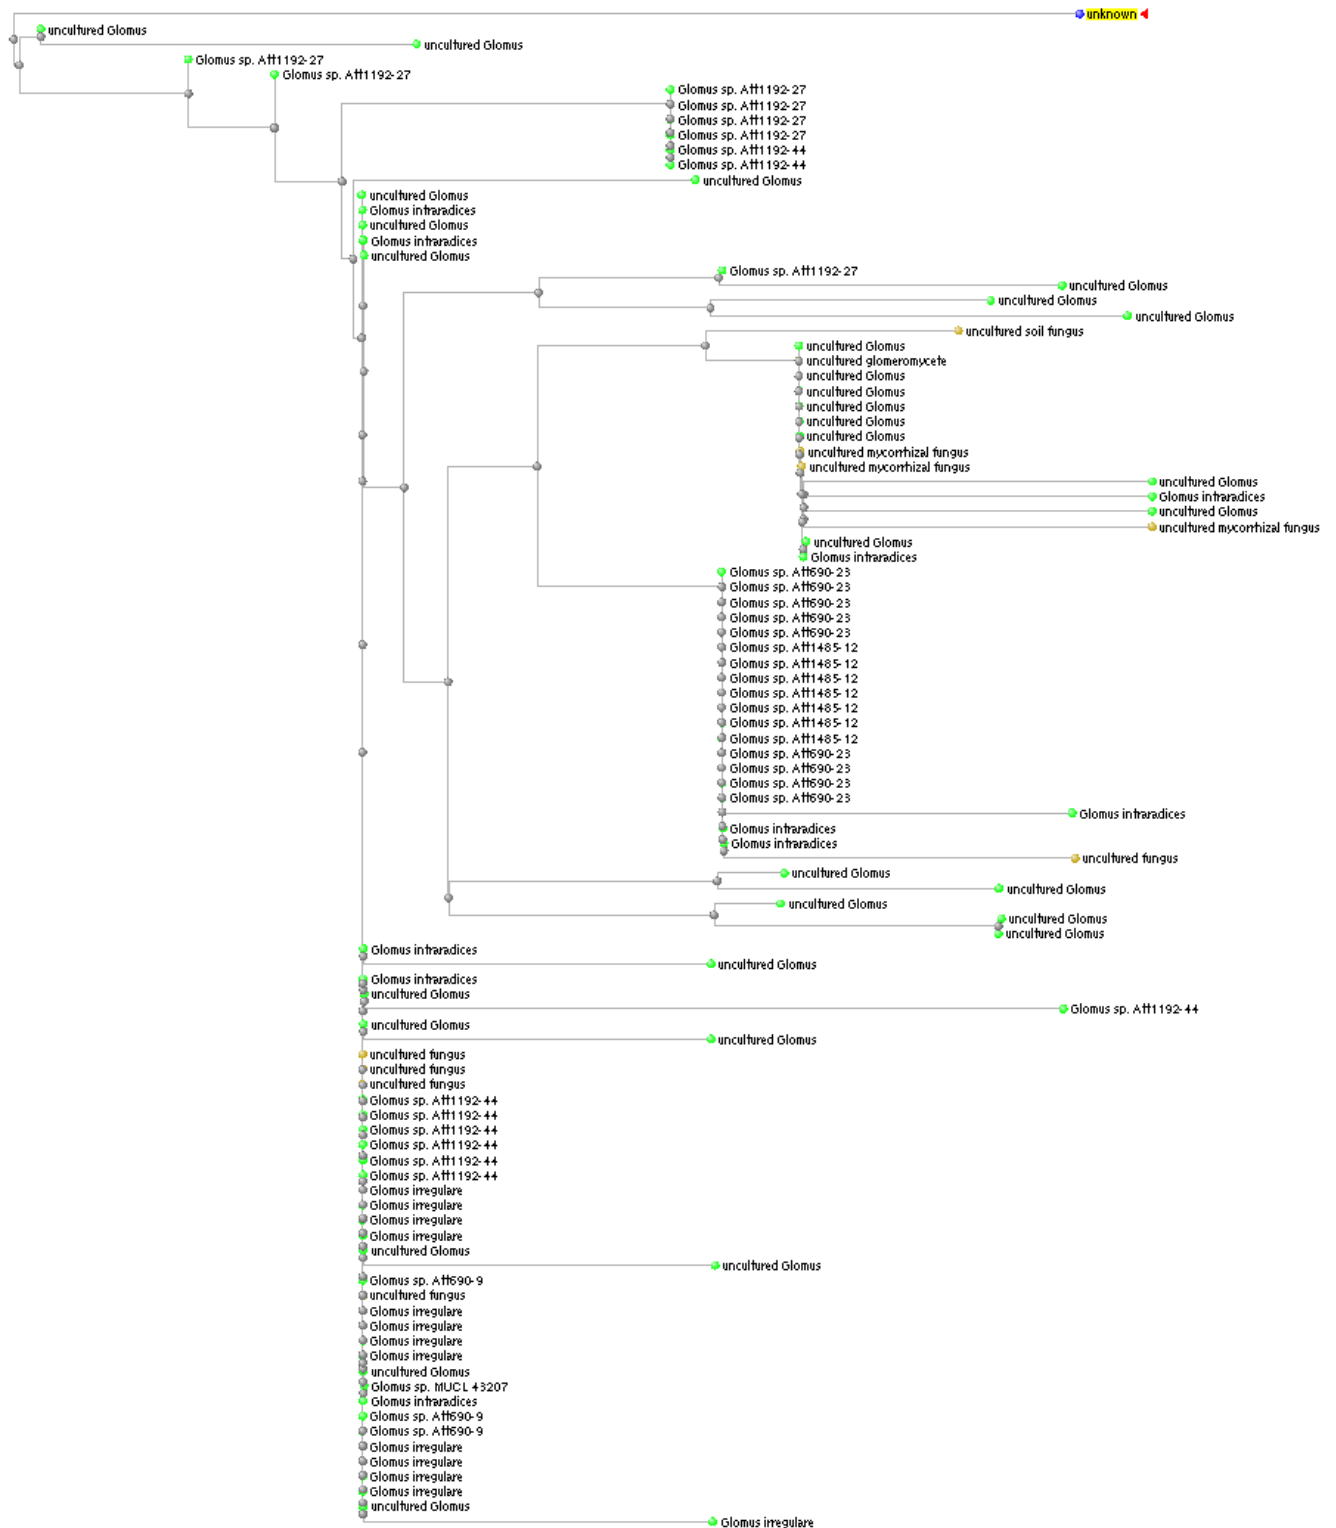 unknown
uncultured Glomus
uncultured Glomus
Glomus sp. Att1192-27
Glomus sp. Att1192-27
Glomus sp. Att1192-27
Glomus sp. Att1192-27
Glomus sp. Att1192-27
Glomus sp. Att1192-27
Glomus sp. Att1192-44
Glomus sp. Att1192-44
uncultured Glomus
uncultured Glomus
Glomus intraradices
uncultured Glomus
Glomus intraradices
uncultured Glomus
Glomus sp. Att1192-27
uncultured Glomus
uncultured Glomus
uncultured Glomus
uncultured soil fungus
uncultured Glomus
uncultured glomeromycete
uncultured Glomus
uncultured Glomus
uncultured Glomus
uncultured Glomus
uncultured Glomus
uncultured mycorrhizal fungus
uncultured mycorrhizal fungus
uncultured Glomus
Glomus intraradices
uncultured Glomus
uncultured mycorrhizal fungus
uncultured Glomus
Glomus intraradices
Glomus sp. Att690-23
Glomus sp. Att690-23
Glomus sp. Att690-23
Glomus sp. Att690-23
Glomus sp. Att690-23
Glomus sp. Att1485-12
Glomus sp. Att1485-12
Glomus sp. Att1485-12
Glomus sp. Att1485-12
Glomus sp. Att1485-12
Glomus sp. Att1485-12
Glomus sp. Att1485-12
Glomus sp. Att690-23
Glomus sp. Att690-23
Glomus sp. Att690-23
Glomus sp. Att690-23
Glomus intraradices
Glomus intraradices
Glomus intraradices
uncultured fungus
uncultured Glomus
uncultured Glomus
uncultured Glomus
uncultured Glomus
uncultured Glomus
Glomus intraradices
uncultured Glomus
Glomus intraradices
uncultured Glomus
Glomus sp. Att1192-44
uncultured Glomus
uncultured Glomus
uncultured fungus
uncultured fungus
uncultured fungus
Glomus sp. Att1192-44
Glomus sp. Att1192-44
Glomus sp. Att1192-44
Glomus sp. Att1192-44
Glomus sp. Att1192-44
Glomus sp. Att1192-44
Glomus irregulare
Glomus irregulare
Glomus irregulare
Glomus irregulare
uncultured Glomus
uncultured Glomus
Glomus sp. Att690-9
uncultured fungus
Glomus irregulare
Glomus irregulare
Glomus irregulare
Glomus irregulare
uncultured Glomus
Glomus sp. MUCL 43207
Glomus intraradices
Glomus sp. Att690-9
Glomus sp. Att690-9
Glomus irregulare
Glomus irregulare
Glomus irregulare
Glomus irregulare
uncultured Glomus
Glomus irregulare